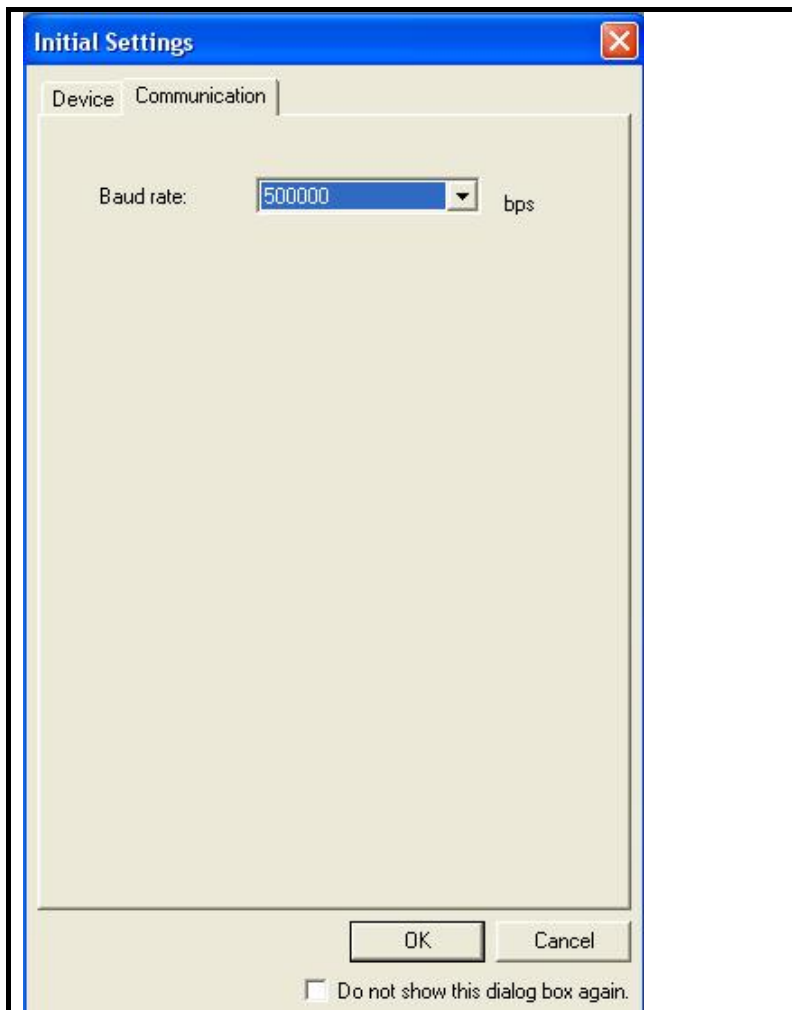 Initial Settings
Device Communication
Baud rate: 500000 bps
OK Cancel
Do not show this dialog box again.